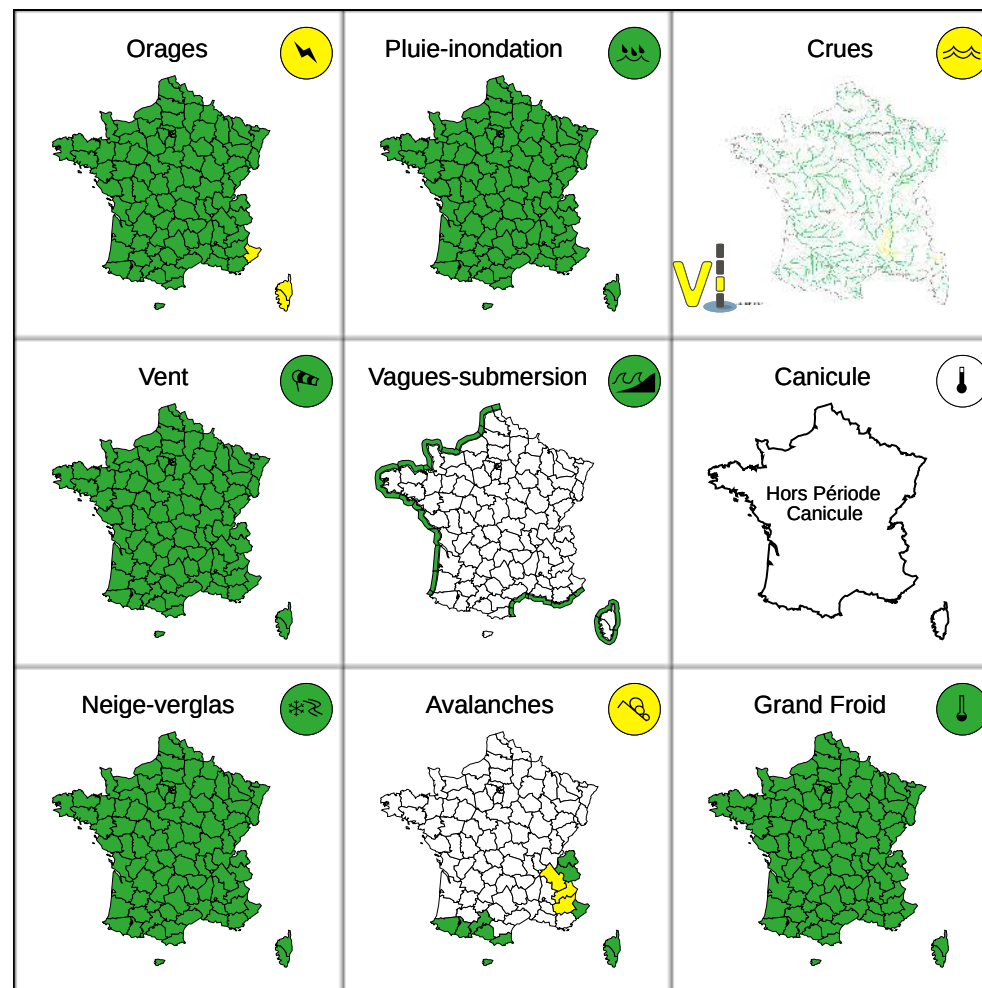 Orages
Pluie-inondation
Crues
Vent
Vagues-submersion
Canicule
Hors Période
Canicule
Neige-verglas
Avalanches
Grand Froid